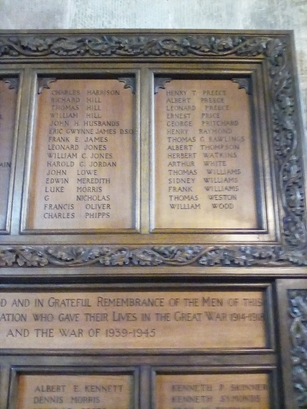 CHARLES HARRISON
RICHARD HILL
THOMAS HILL
WILLIAM HILL
JOHN N HUSBANDS
ERIC GWYNNE JAMES B.S.O
FRANK E. JAMES
LEONARD JONES
WILLIAM C. JONES
HAROLD C. JORDAN
JOHN LOWE
EDWIN MEREDITH
LUKE MORRIS
G NICHOLAS
FRANCIS OLIVER
CHARLES PHIPPS
HENRY T PREECE
ALBERT PREECE
LEONARD PREECE
ERNEST PRICE
GEORGE PRITCHARD
HENRY RAYMOND
THOMAS G RAWLINGS
ALBERT THOMPSON
HERBERT WATKINS
ARTHUR WHITE
THOMAS WILLIAMS
SIDNEY WILLIAMS
FRANK WILLIAMS
THOMAS WESTON
WILLIAM WOOD
AND IN GRATEFUL REMEMBRANCE OF THE MEN OF THIS
WHO GAVE THEIR LIVES IN THE GREAT WAR 1914-1918
AND THE WAR OF 1939-1945
ALBERT E. KENNETT
DENNIS MORRIS
KENNETH P. SKINNER
KENNETH SYMONDS